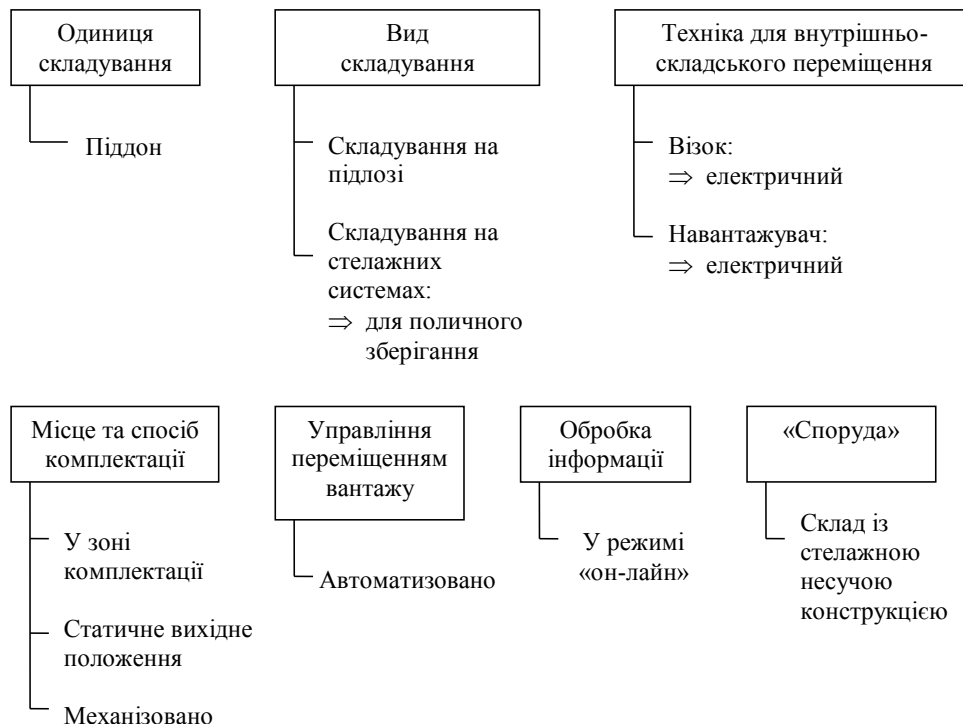 Одиниця
складування
Піддон
Вид
складування
Складування на
підлозі
Складування на
стелажних
системах:
⇒ для поличного
зберігання
Техніка для внутрішньо-
складського переміщення
Візок:
⇒ електричний
Навантажувач:
⇒ електричний
Місце та спосіб
комплектації
У зоні
комплектації
Статичне вихідне
положення
Механізовано
Управління
переміщенням
вантажу
Автоматизовано
Обробка
інформації
У режимі
«он-лайн»
«Споруда»
Склад із
стелажною
несучою
конструкцією